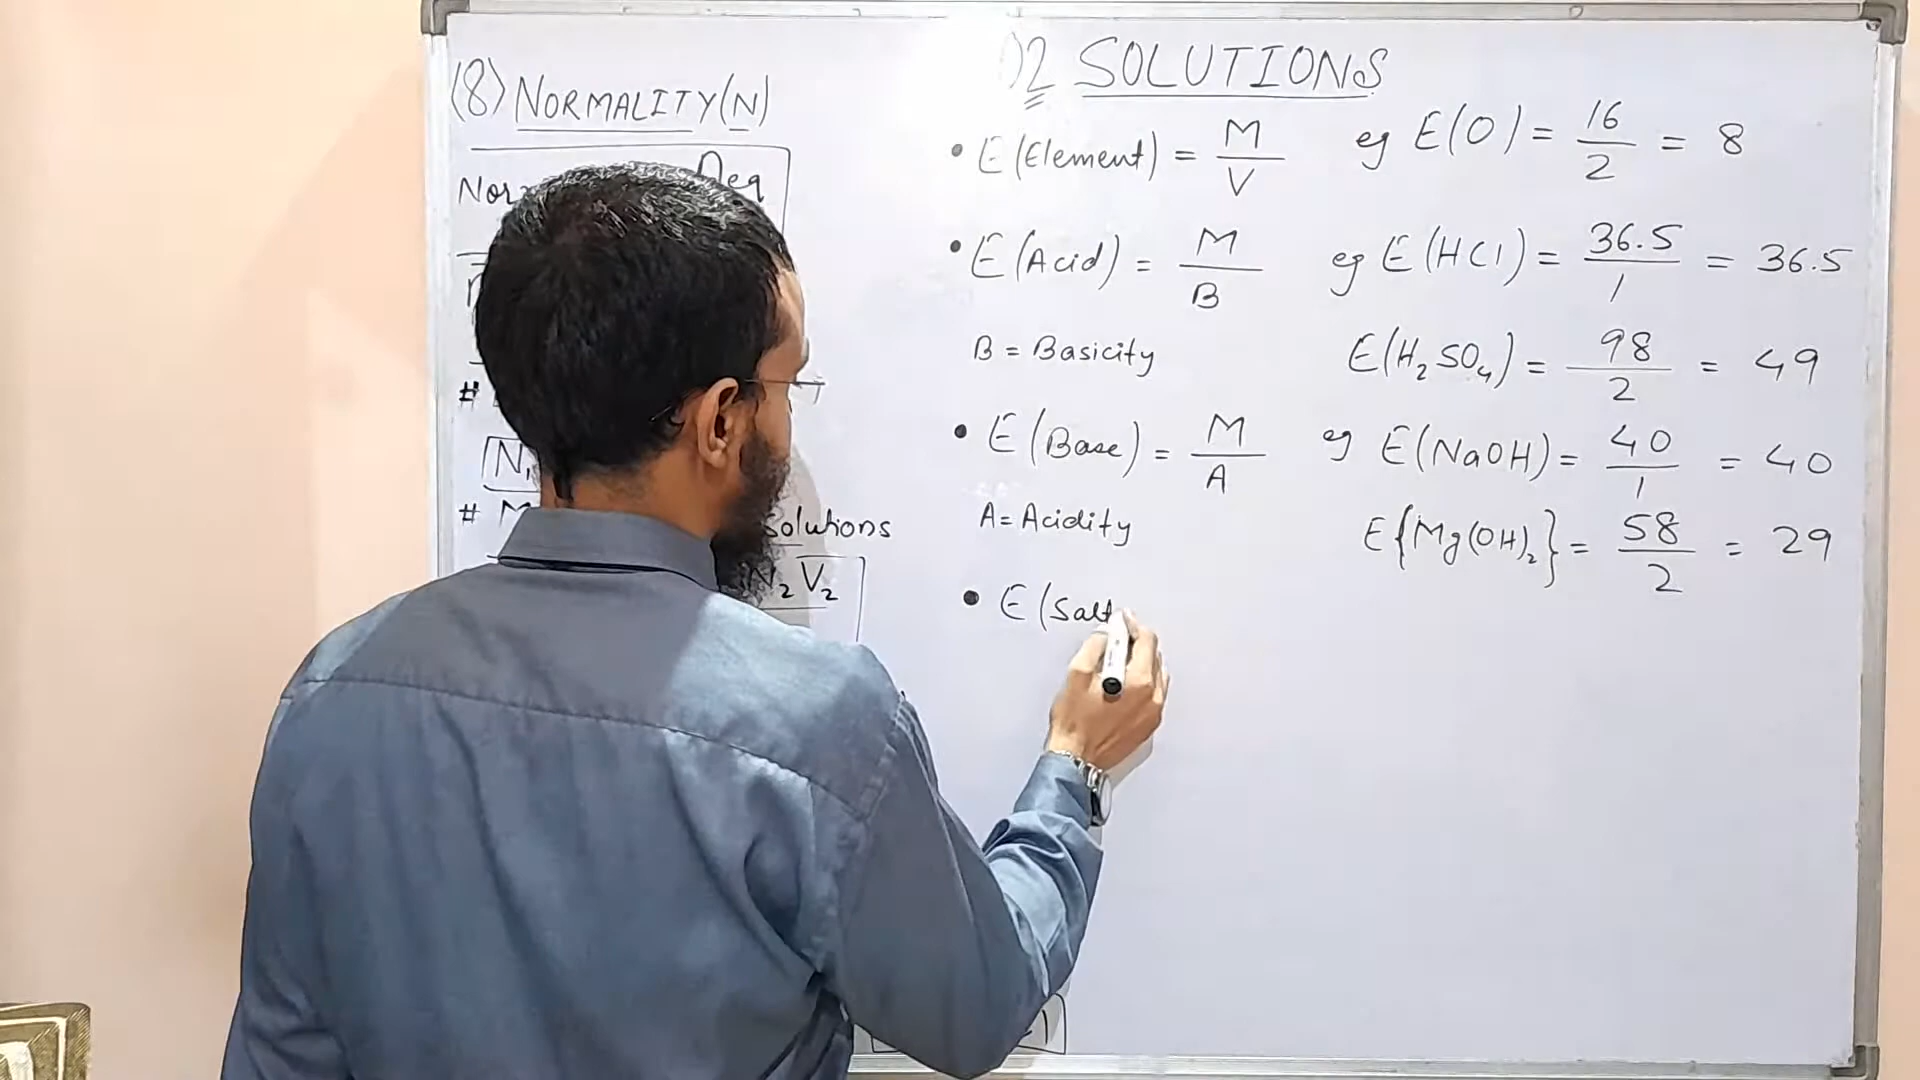 02 SOLUTIONS
(8) NORMALITY(N)
Deq
#
N₁
# M
Solutions
N₂V₂
• E(Element) = M/V eg E(O) = 16/2 = 8
• E(Acid) = M/B eg E(HCl) = 36.5/1 = 36.5
B = Basicity E(H₂SO₄) = 98/2 = 49
• E(Base) = M/A eg E(NaOH) = 40/1 = 40
A = Acidity E{Mg(OH)₂} = 58/2 = 29
• E(Salt